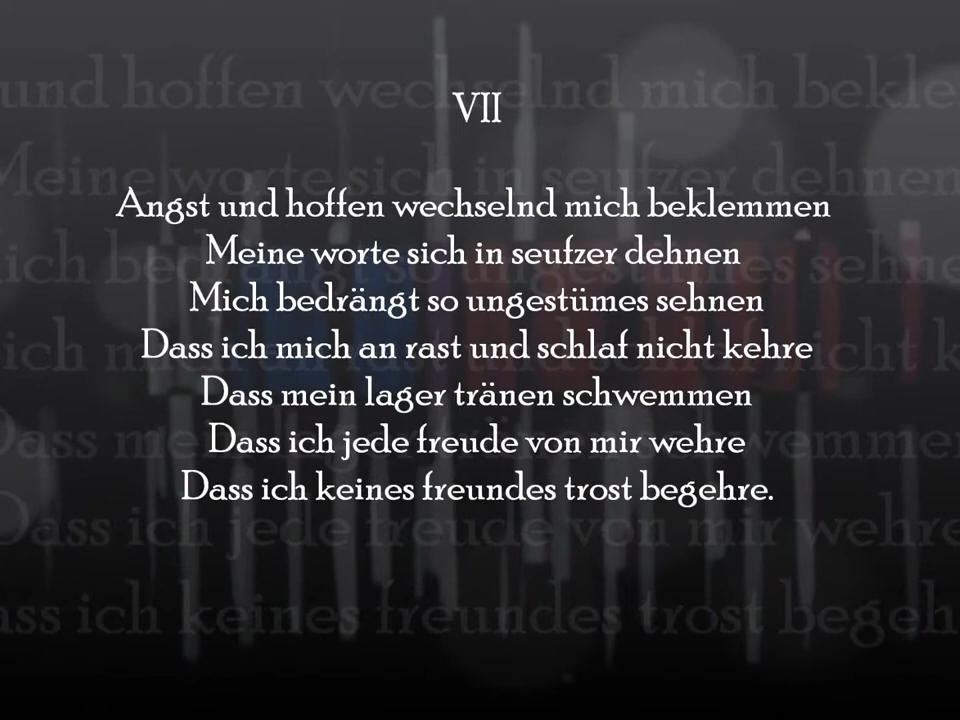 VII
Angst und hoffen wechselnd mich beklemmen
Meine worte sich in seufzer dehnen
Mich bedrängt so ungestümes sehnen
Dass ich mich an rast und schlaf nicht kehre
Dass mein lager tränen schwemmen
Dass ich jede freude von mir wehre
Dass ich keines freundes trost begehre.